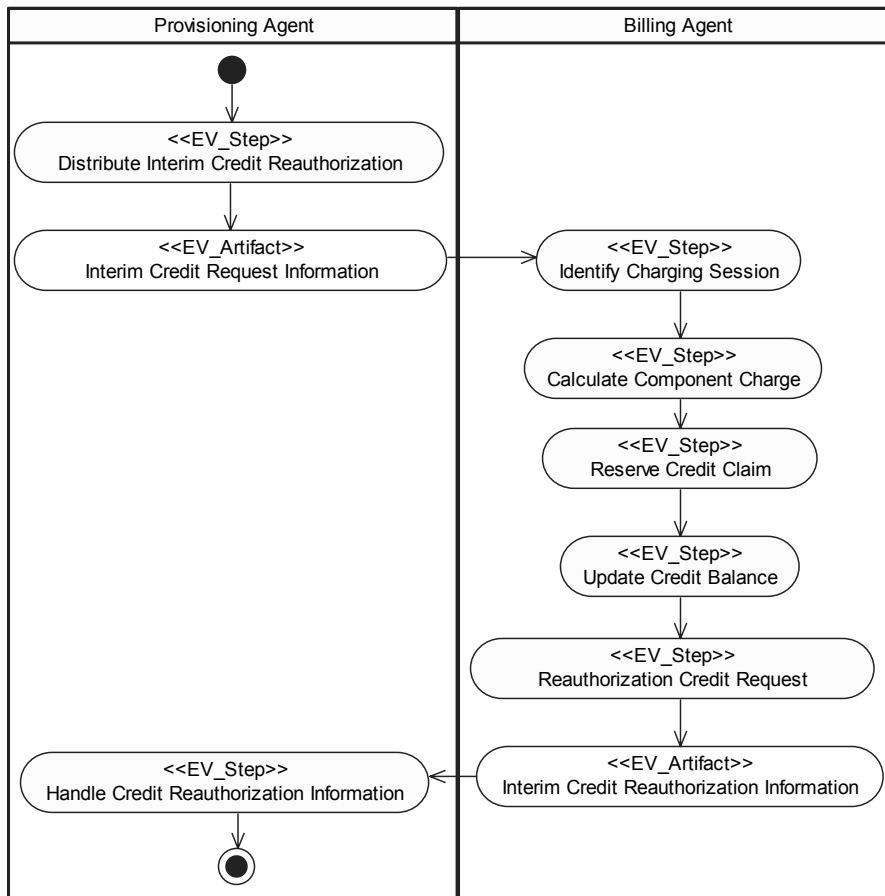 Provisioning Agent
Billing Agent
<<EV_Step>>
Distribute Interim Credit Reauthorization
<<EV_Artifact>>
Interim Credit Request Information
<<EV_Step>>
Identify Charging Session
<<EV_Step>>
Calculate Component Charge
<<EV_Step>>
Reserve Credit Claim
<<EV_Step>>
Update Credit Balance
<<EV_Step>>
Reauthorization Credit Request
<<EV_Artifact>>
Interim Credit Reauthorization Information
<<EV_Step>>
Handle Credit Reauthorization Information